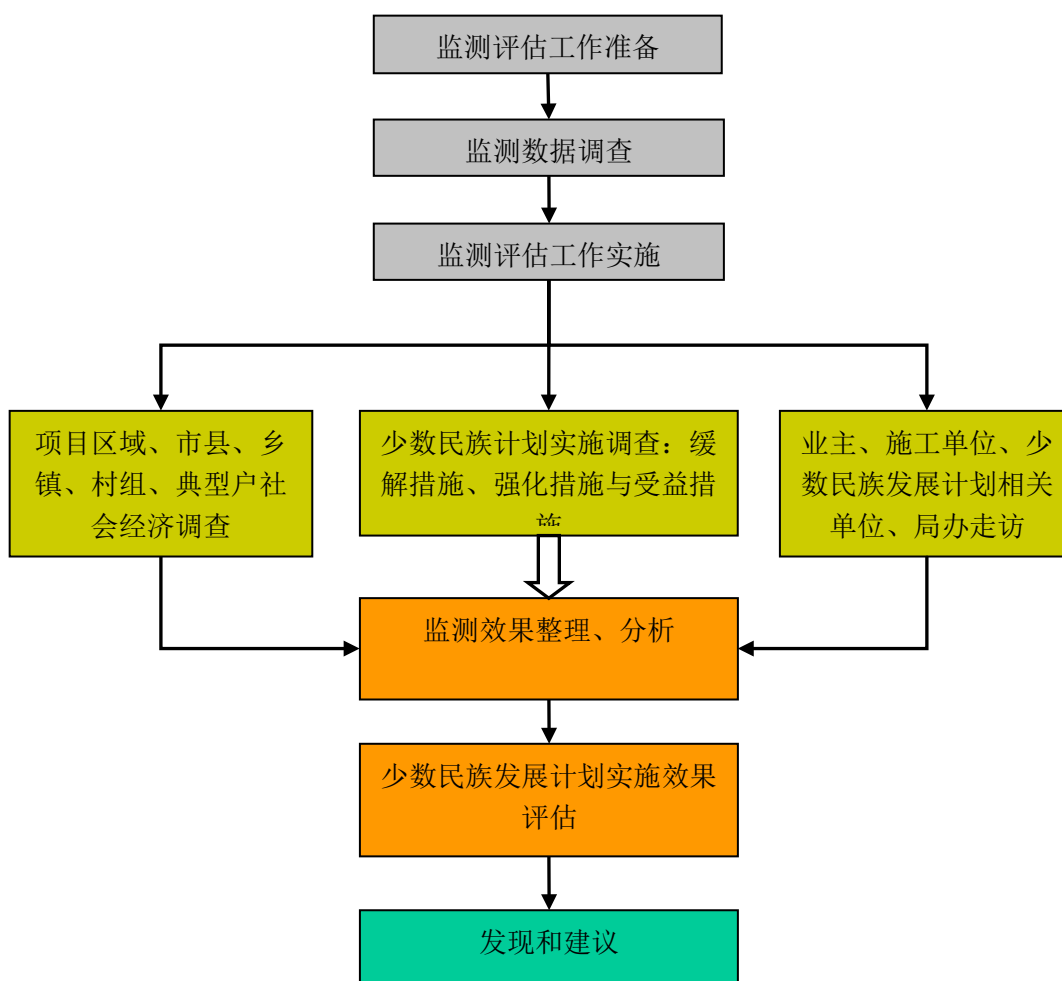 监测评估工作准备
监测数据调查
监测评估工作实施
项目区域、市县、乡
镇、村组、典型户社
会经济调查
少数民族计划实施调查：缓
解措施、强化措施与受益措
施
业主、施工单位、少
数民族发展计划相关
单位、局办走访
监测效果整理、分析
少数民族发展计划实施效果
评估
发现和建议